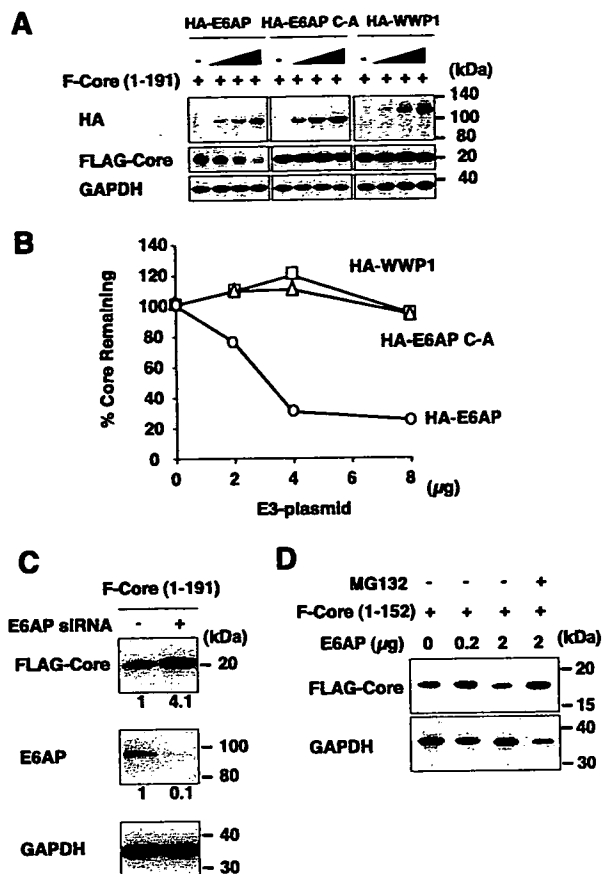 A
HA-E6AP HA-E6AP C-A HA-WWP1
- - -
F-Core (1-191) + + + + + + + + + + + + (kDa)
HA
140
100
80
FLAG-Core 20
GAPDH 40
B
140
120
100
80
60
40
20
0
% Core Remaining
HA-WWP1
HA-E6AP C-A
HA-E6AP
0 2 4 6 8 (µg)
E3-plasmid
C
F-Core (1-191)
E6AP siRNA - + (kDa)
FLAG-Core 20
1 4.1
E6AP 100
80
1 0.1
GAPDH 40
30
D
MG132 - - - +
F-Core (1-152) + + + +
E6AP (µg) 0 0.2 2 2 (kDa)
FLAG-Core 20
15
GAPDH 40
30